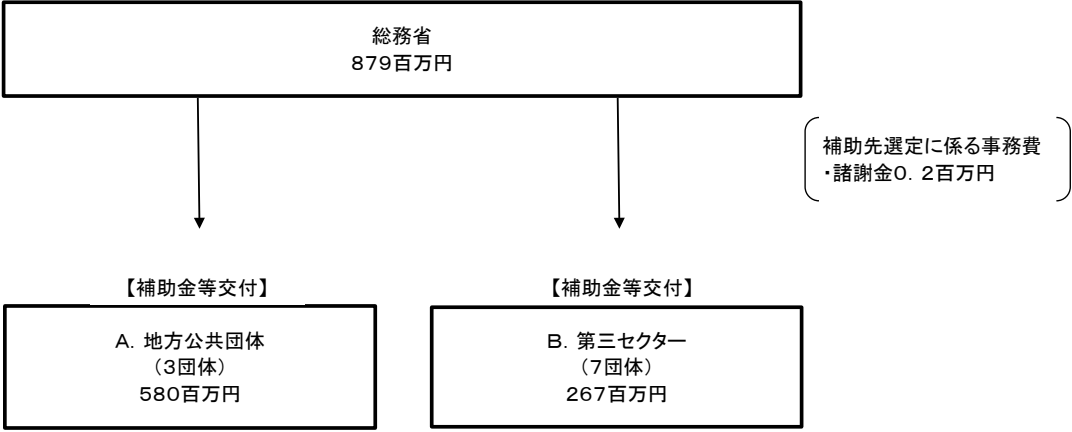 総務省
８７９百万円
補助先選定に係る事務費
・諸謝金０．２百万円
【補助金等交付】
【補助金等交付】
Ａ．地方公共団体
（３団体）
５８０百万円
Ｂ．第三セクター
（７団体）
２６７百万円